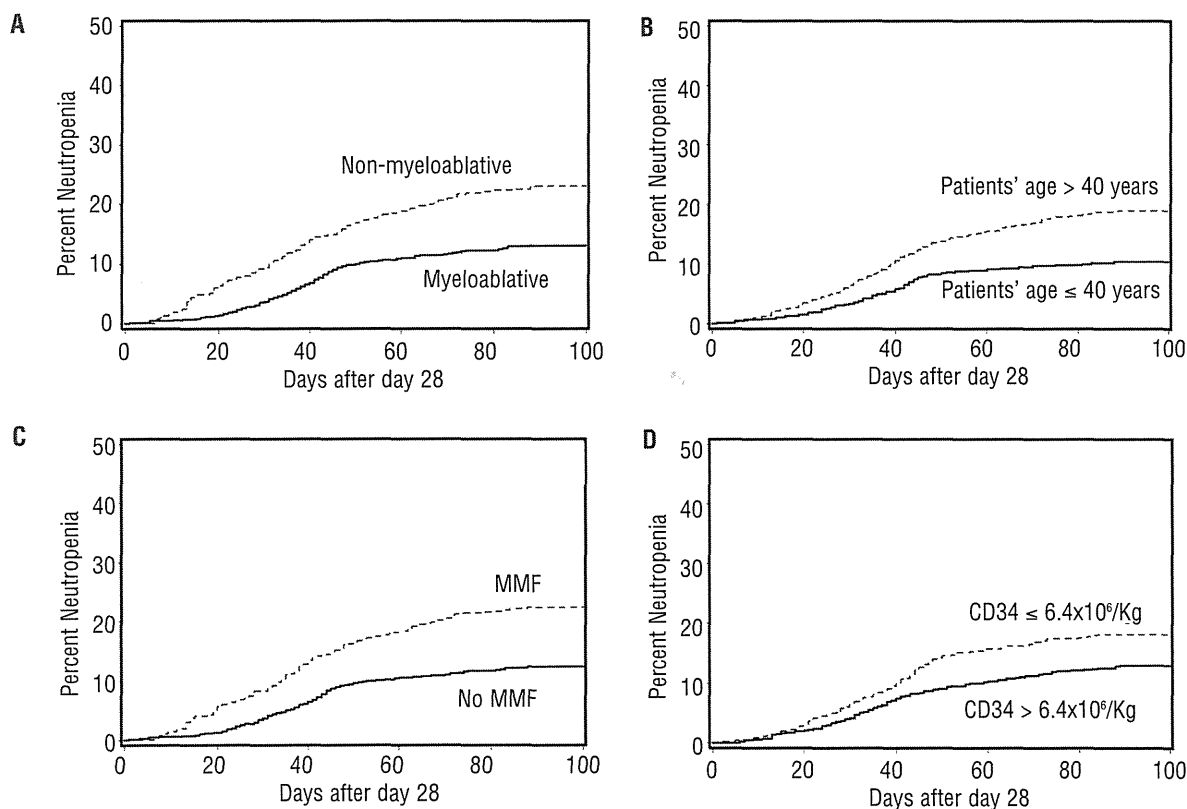 A
50
40
30
20
10
0
Percent Neutropenia
Non-myeloablative
Myeloablative
0 20 40 60 80 100
Days after day 28
B
50
40
30
20
10
0
Percent Neutropenia
Patients' age > 40 years
Patients' age ≤ 40 years
0 20 40 60 80 100
Days after day 28
C
50
40
30
20
10
0
Percent Neutropenia
MMF
No MMF
0 20 40 60 80 100
Days after day 28
D
50
40
30
20
10
0
Percent Neutropenia
CD34 ≤ 6.4x10⁶/Kg
CD34 > 6.4x10⁶/Kg
0 20 40 60 80 100
Days after day 28